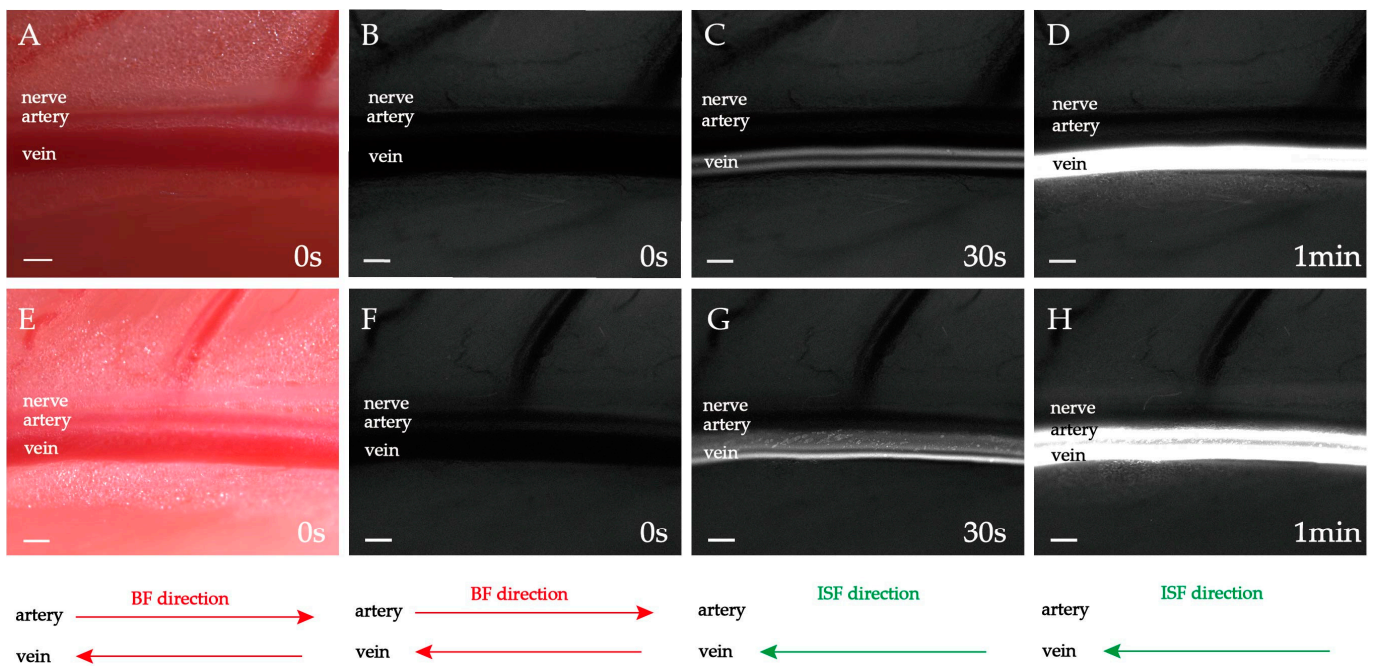 A
nerve
artery
vein
0s
B
nerve
artery
vein
0s
C
nerve
artery
vein
30s
D
nerve
artery
vein
1min
E
nerve
artery
vein
0s
F
nerve
artery
vein
0s
G
nerve
artery
vein
30s
H
nerve
artery
vein
1min
BF direction
artery
vein
BF direction
artery
vein
ISF direction
artery
vein
ISF direction
artery
vein